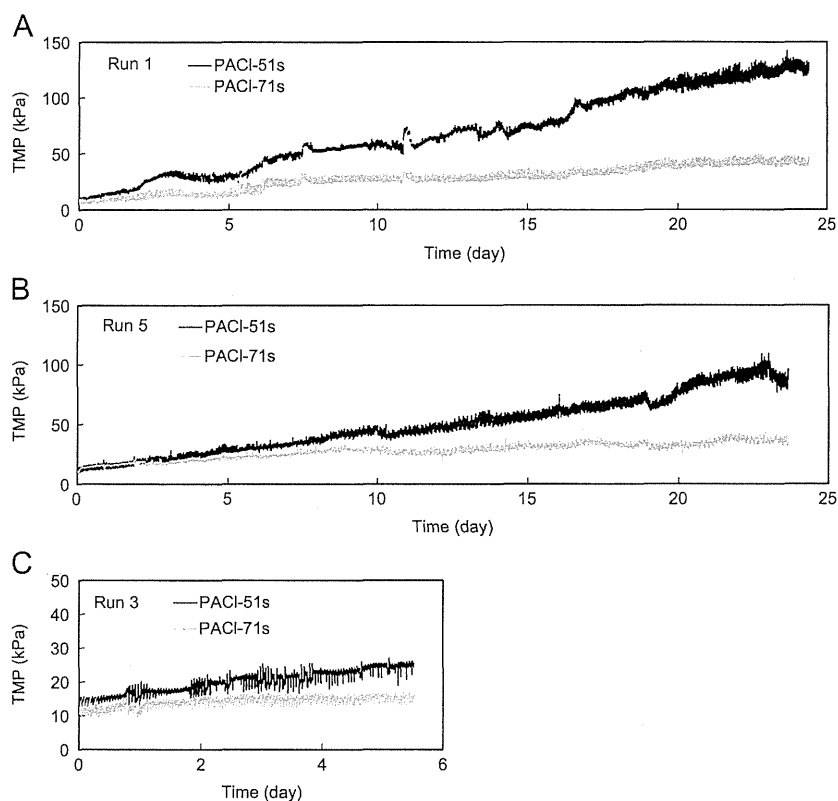 A
150
Run 1
PACl-51s
PACl-71s
100
50
0
TMP (kPa)
0 5 10 15 20 25
Time (day)
B
150
Run 5
PACl-51s
PACl-71s
100
50
0
TMP (kPa)
0 5 10 15 20 25
Time (day)
C
50
Run 3
PACl-51s
PACl-71s
40
30
20
10
0
TMP (kPa)
0 2 4 6
Time (day)